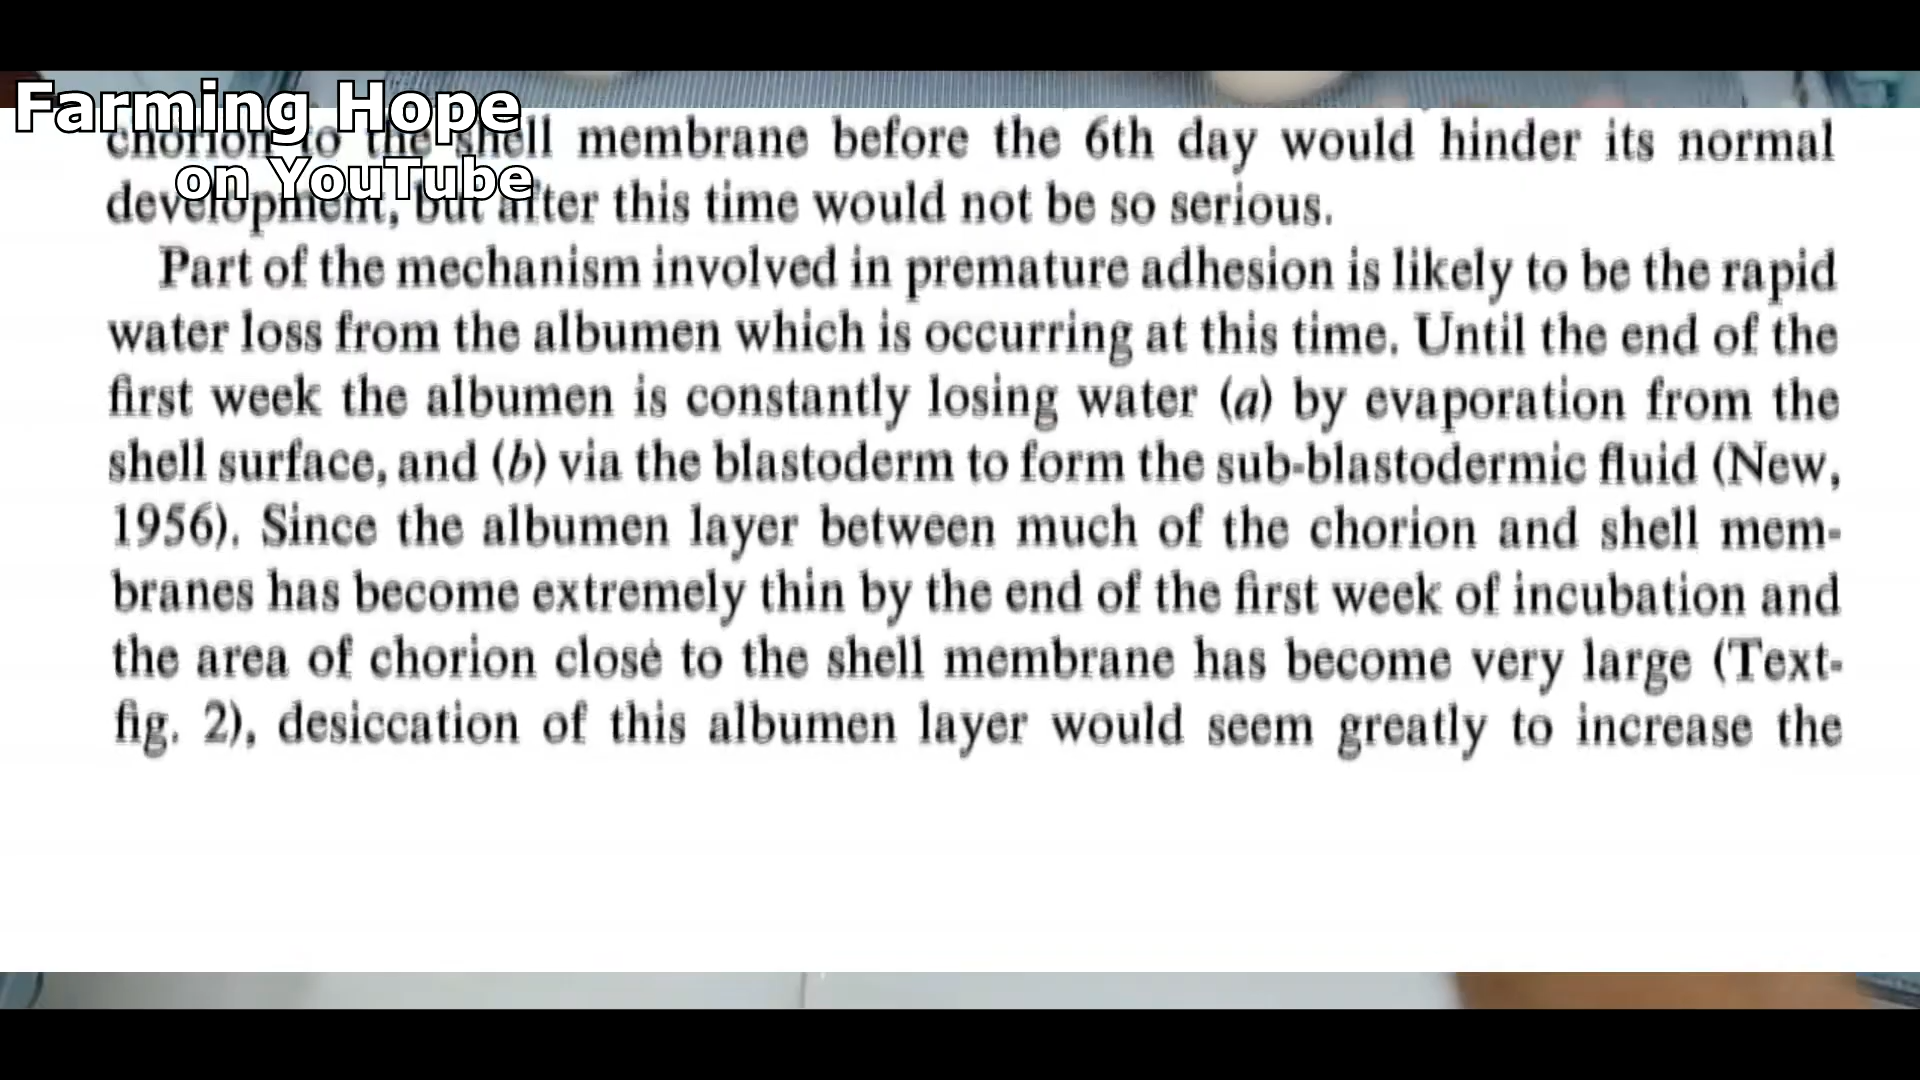 Farming Hope
on YouTube
chorion to the shell membrane before the 6th day would hinder its normal
development, but after this time would not be so serious.
Part of the mechanism involved in premature adhesion is likely to be the rapid
water loss from the albumen which is occurring at this time. Until the end of the
first week the albumen is constantly losing water (a) by evaporation from the
shell surface, and (b) via the blastoderm to form the sub-blastodermic fluid (New,
1956). Since the albumen layer between much of the chorion and shell mem-
branes has become extremely thin by the end of the first week of incubation and
the area of chorion close to the shell membrane has become very large (Text-
fig. 2), desiccation of this albumen layer would seem greatly to increase the